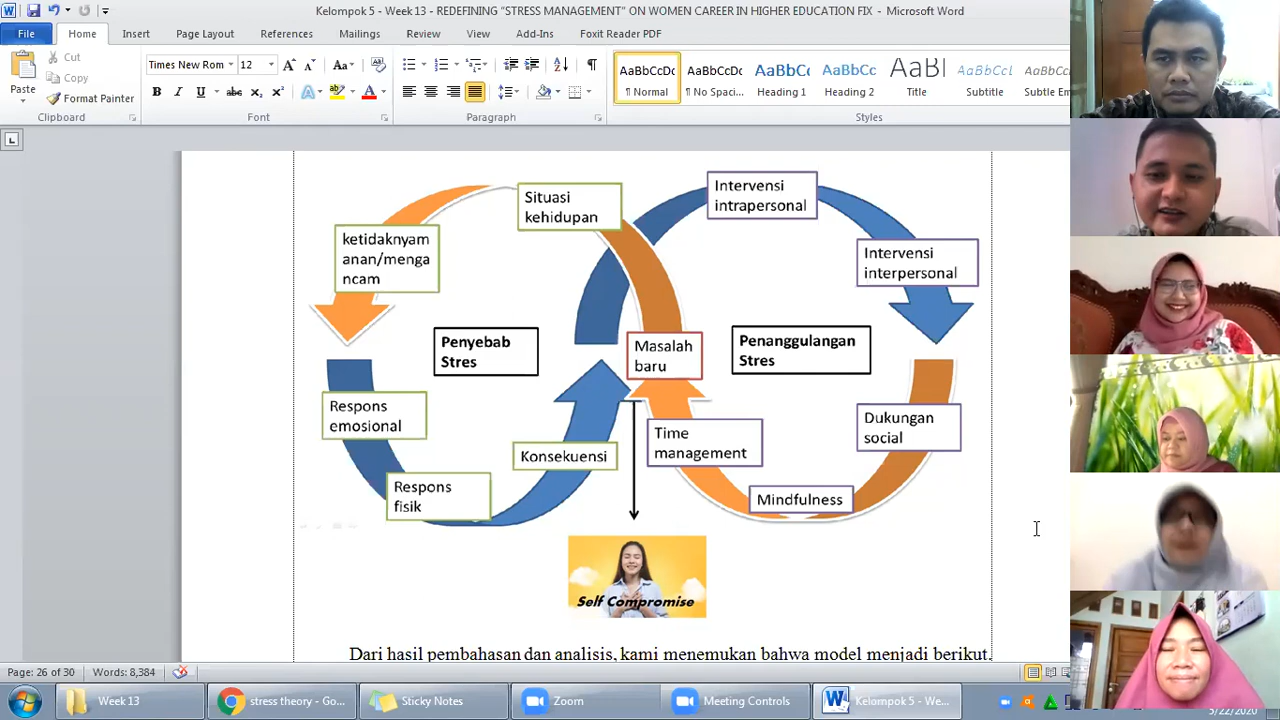 Kelompok 5 - Week 13 - REDEFINING “STRESS MANAGEMENT” ON WOMEN CAREER IN HIGHER EDUCATION FIX - Microsoft Word
File Home Insert Page Layout References Mailings Review View Add-Ins Foxit Reader PDF
Paste
Cut
Copy
Format Painter
Clipboard
Times New Rom 12
Font
Paragraph
AaBbCcDc AaBbCcDc AaBbCc AaBbCc AaBl AaBbCcL AaBbCcD
¶ Normal ¶ No Spaci... Heading 1 Heading 2 Title Subtitle Subtle Em
Styles
Situasi
kehidupan
ketidaknyam
anan/menga
ncam
Penyebab
Stres
Respons
emosional
Respons
fisik
Konsekuensi
Masalah
baru
Intervensi
intrapersonal
Intervensi
interpersonal
Penanggulangan
Stres
Dukungan
social
Mindfulness
Time
management
Self Compromise
Dari hasil pembahasan dan analisis, kami menemukan bahwa model menjadi berikut
Page: 26 of 30 Words: 8,384
Week 13
stress theory - Go...
Sticky Notes
Zoom
Meeting Controls
Kelompok 5 - We...
5/22/2020